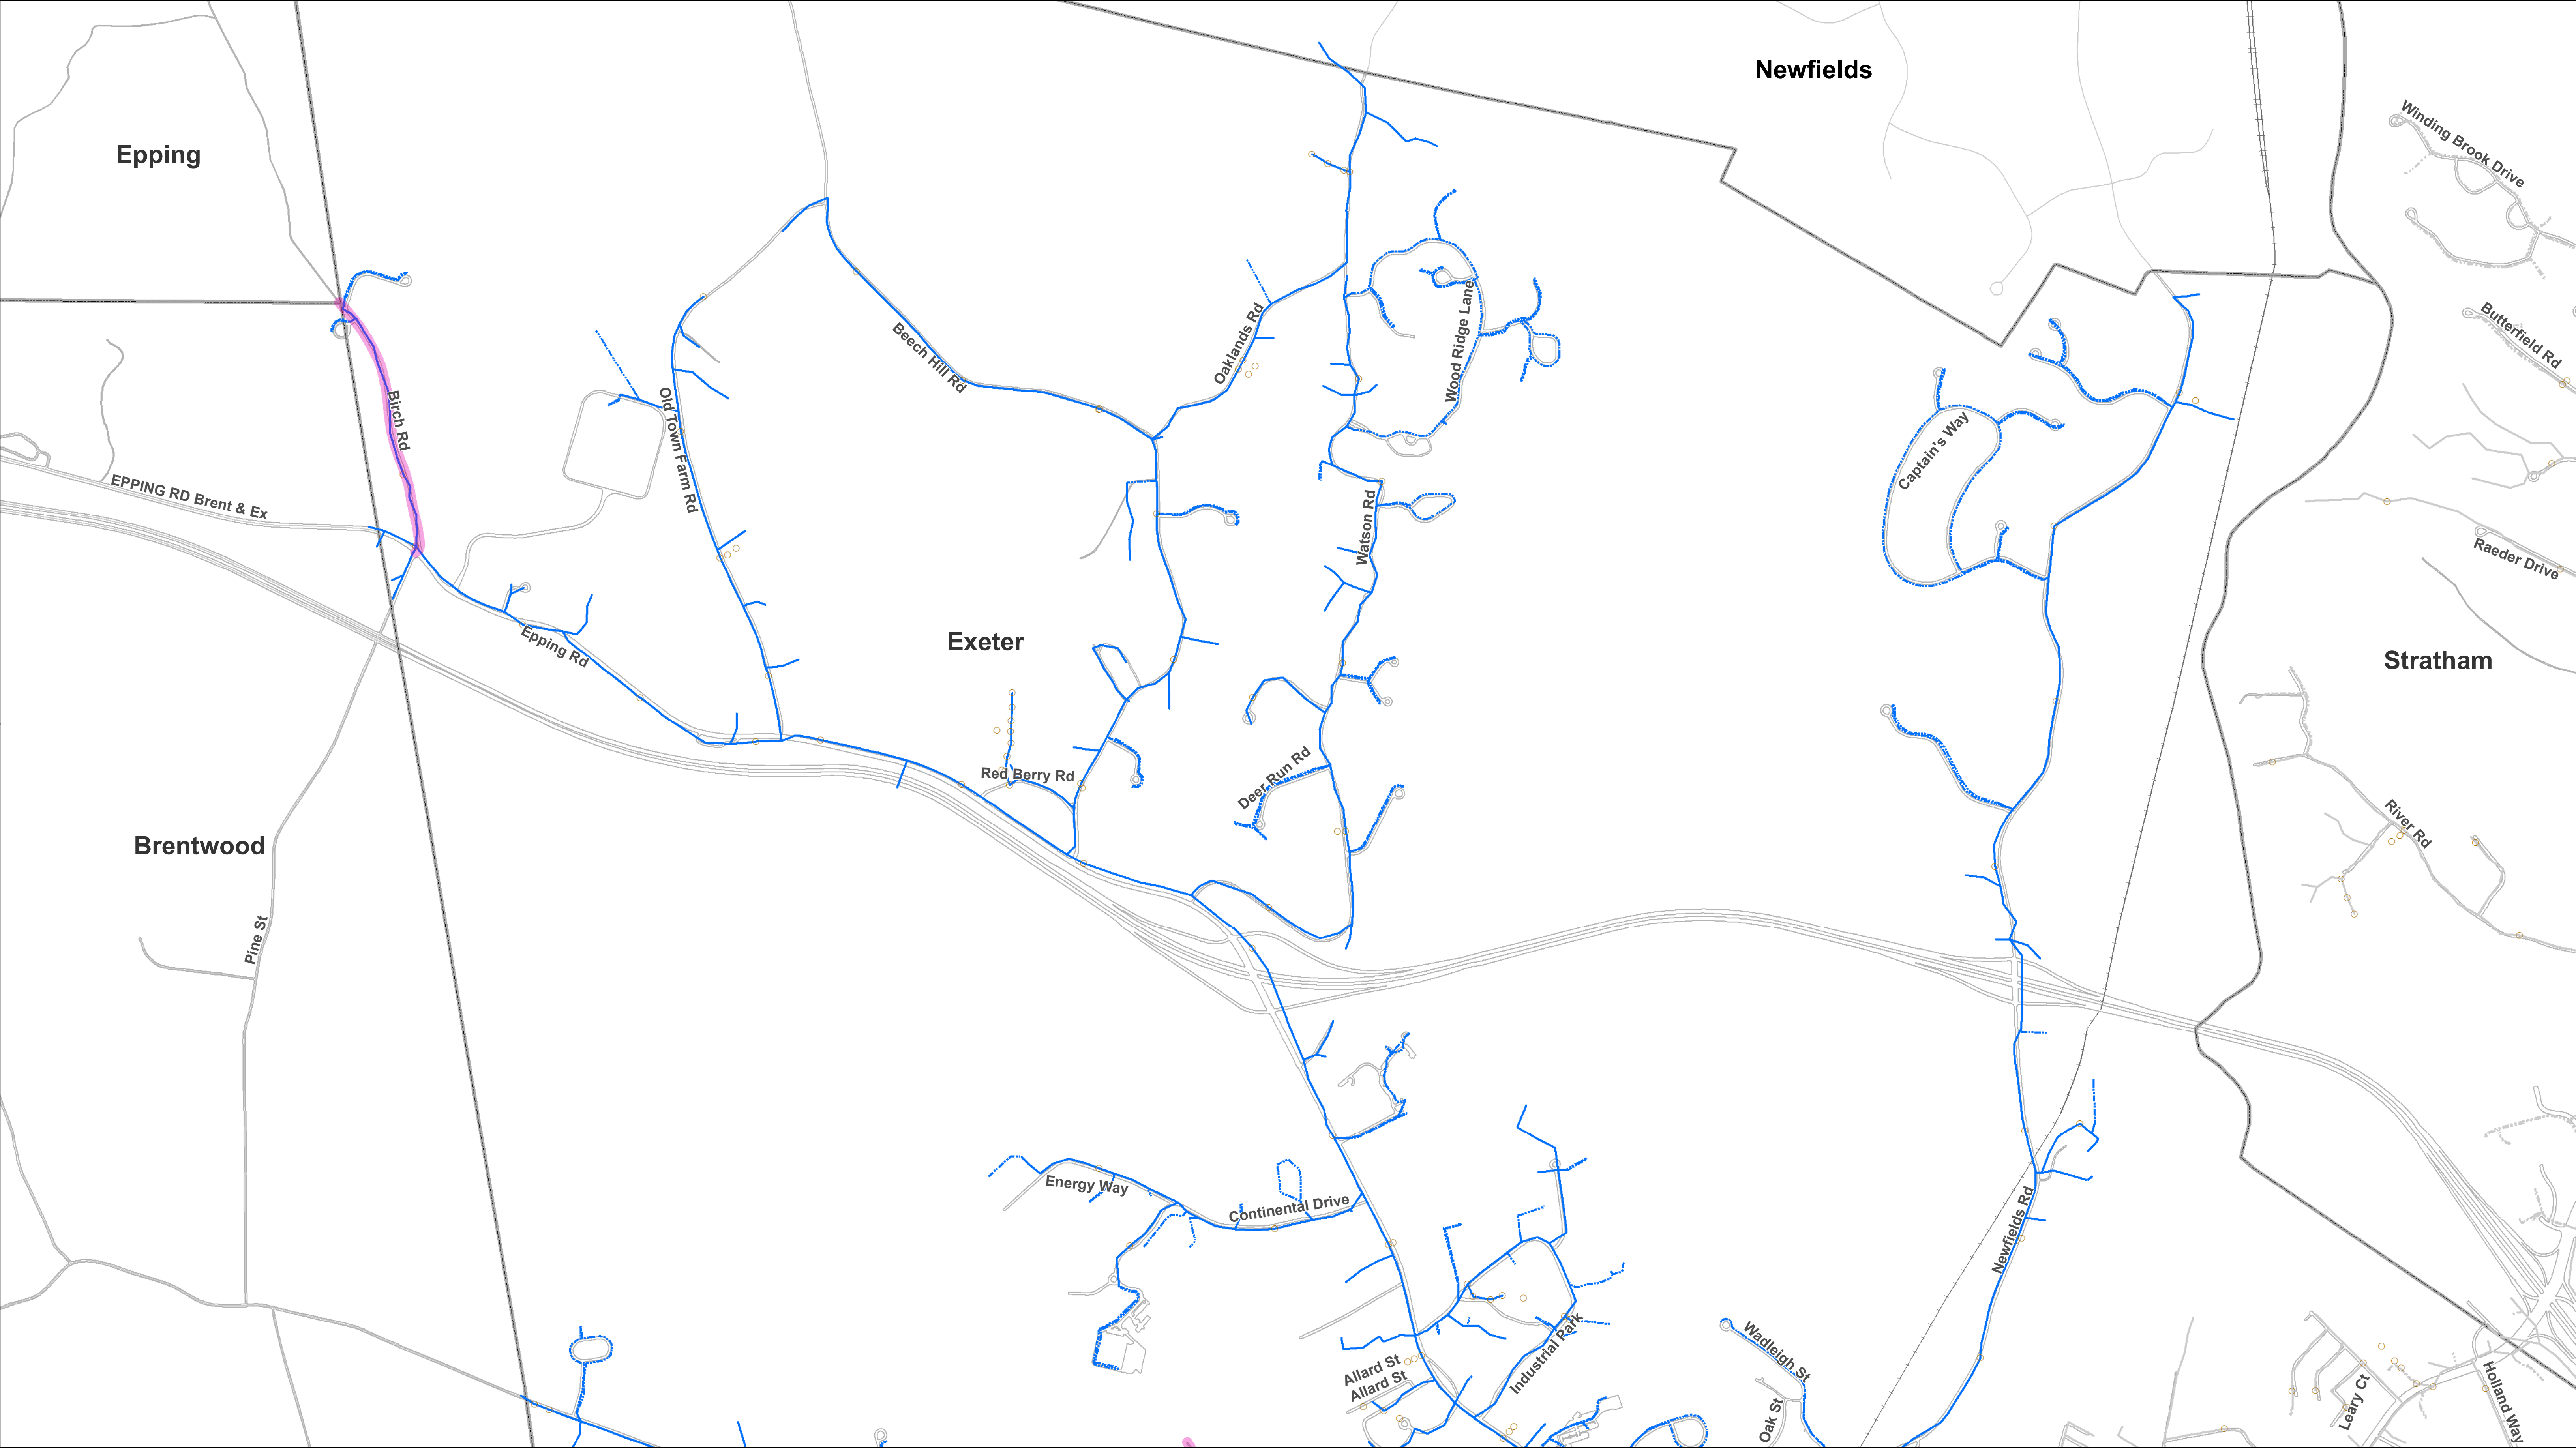 Newfields
Winding Brook Drive
Epping
Butterfield Rd
Oaklands Rd
Wood Ridge Lane
Beech Hill Rd
Birch Rd
Old Town Farm Rd
Captain's Way
EPPING RD Brent & Ex
Watson Rd
Raeder Drive
Exeter
Epping Rd
Stratham
Red Berry Rd
Deer Run Rd
River Rd
Brentwood
Pine St
Energy Way
Continental Drive
Newfields Rd
Industrial Park
Wadleigh St
Allard St
Allard St
Oak St
Leary Ct
Holland Way